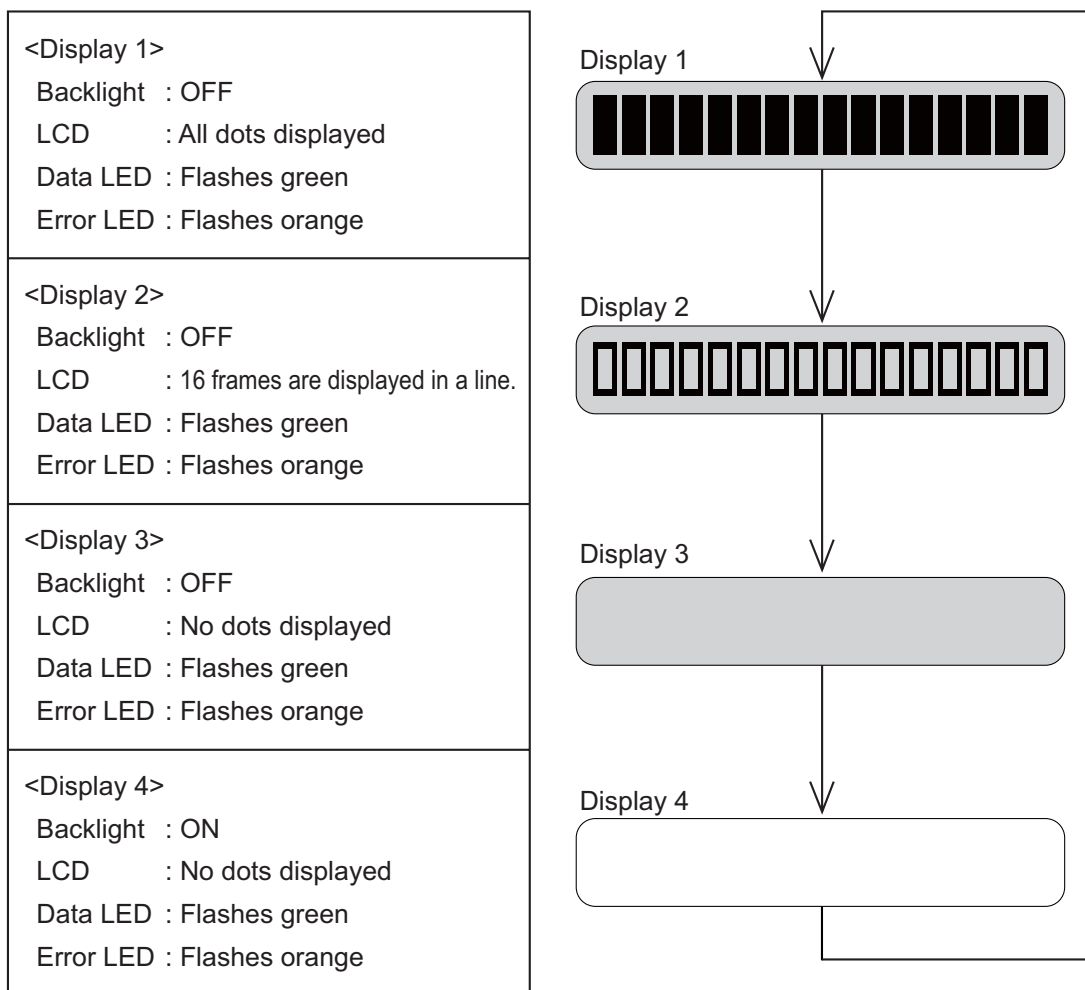 <Display 1>
Backlight : OFF
LCD : All dots displayed
Data LED : Flashes green
Error LED : Flashes orange
<Display 2>
Backlight : OFF
LCD : 16 frames are displayed in a line.
Data LED : Flashes green
Error LED : Flashes orange
<Display 3>
Backlight : OFF
LCD : No dots displayed
Data LED : Flashes green
Error LED : Flashes orange
<Display 4>
Backlight : ON
LCD : No dots displayed
Data LED : Flashes green
Error LED : Flashes orange
Display 1
Display 2
Display 3
Display 4